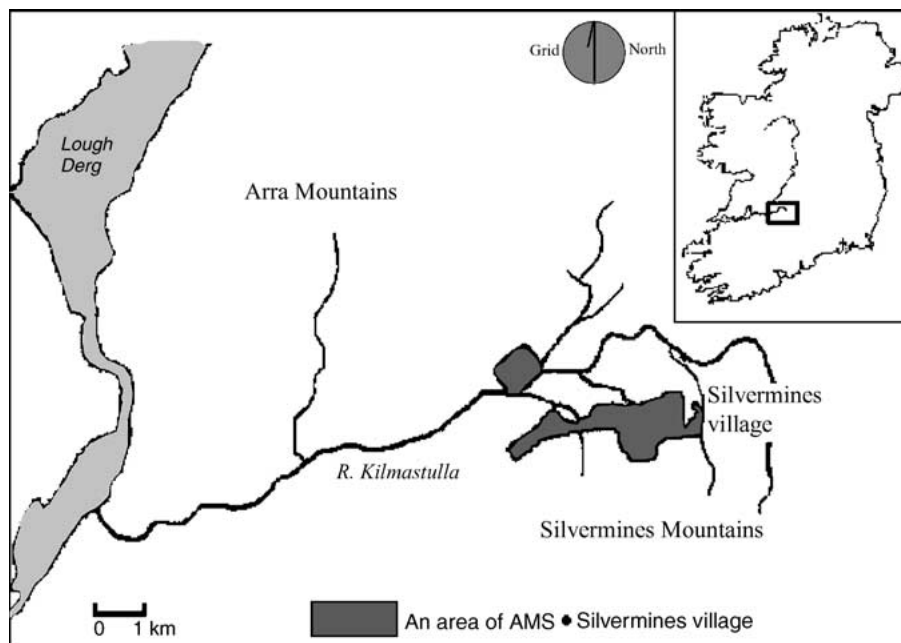 Grid North
Lough
Derg
Arra Mountains
Silvermines
village
R. Kilmastulla
Silvermines Mountains
0 1 km
An area of AMS • Silvermines village